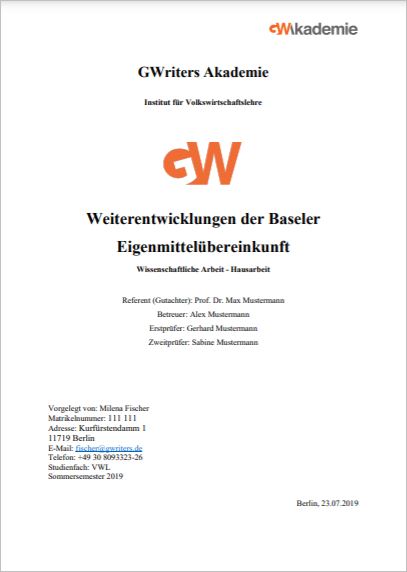 GWAkademie
GWriters Akademie
Institut für Volkswirtschaftslehre
GW
Weiterentwicklungen der Baseler
Eigenmittelübereinkunft
Wissenschaftliche Arbeit - Hausarbeit
Referent (Gutachter): Prof. Dr. Max Mustermann
Betreuer: Alex Mustermann
Erstprüfer: Gerhard Mustermann
Zweitprüfer: Sabine Mustermann
Vorgelegt von: Milena Fischer
Matrikelnummer: 111 111
Adresse: Kurfürstendamm 1
11719 Berlin
E-Mail: fischer@gwriters.de
Telefon: +49 30 8093323-26
Studienfach: VWL
Sommersemester 2019
Berlin, 23.07.2019